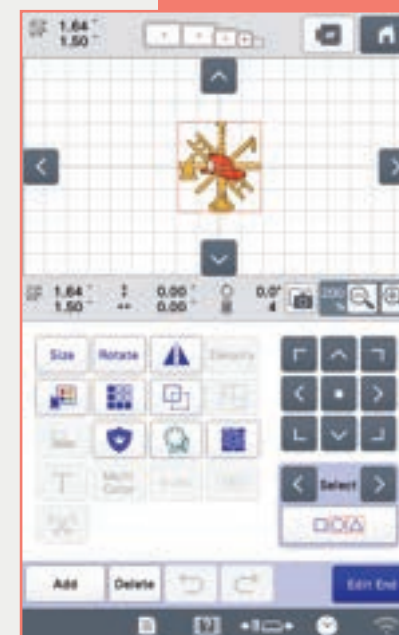 1.64"
1.50"
1.64" 0.00" 0.0°
1.50" 0.00" 4
200
%
Size Rotate Density
T Multi Color
Select
Add Delete Edit End